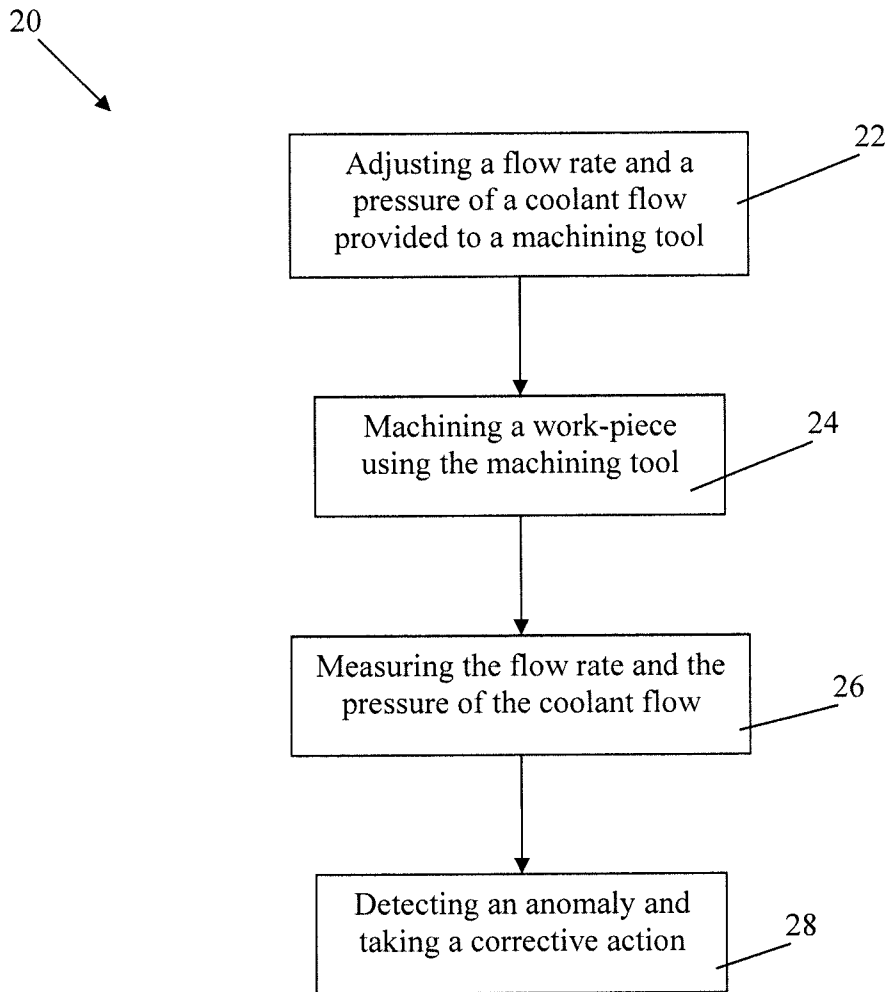 20
22
Adjusting a flow rate and a
pressure of a coolant flow
provided to a machining tool
24
Machining a work-piece
using the machining tool
26
Measuring the flow rate and the
pressure of the coolant flow
28
Detecting an anomaly and
taking a corrective action